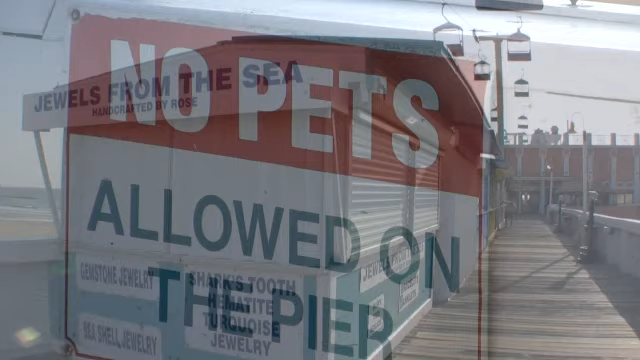 NO PETS
ALLOWED ON
THE PIER
JEWELS FROM THE SEA
HANDCRAFTED BY ROSE
GEMSTONE JEWELRY
SEA SHELL JEWELRY
SHARK'S TOOTH
HEMATITE
TURQUOISE
JEWELRY
JEWELRY